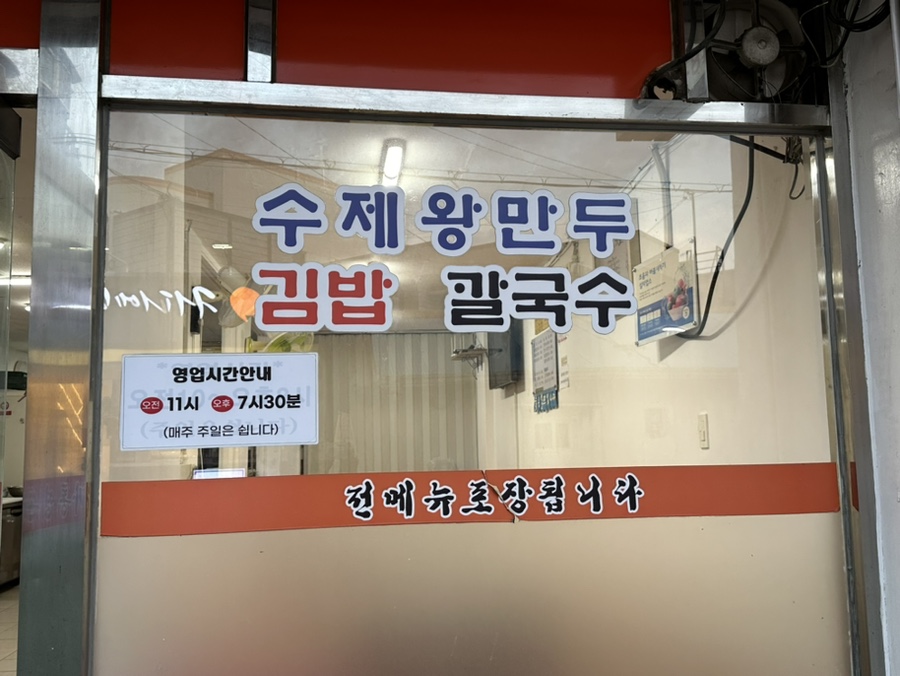 수제왕만두
김밥 칼국수
영업시간안내
오전 11시 오후 7시30분
(매주 주일은 쉽니다)
전메뉴포장됩니다